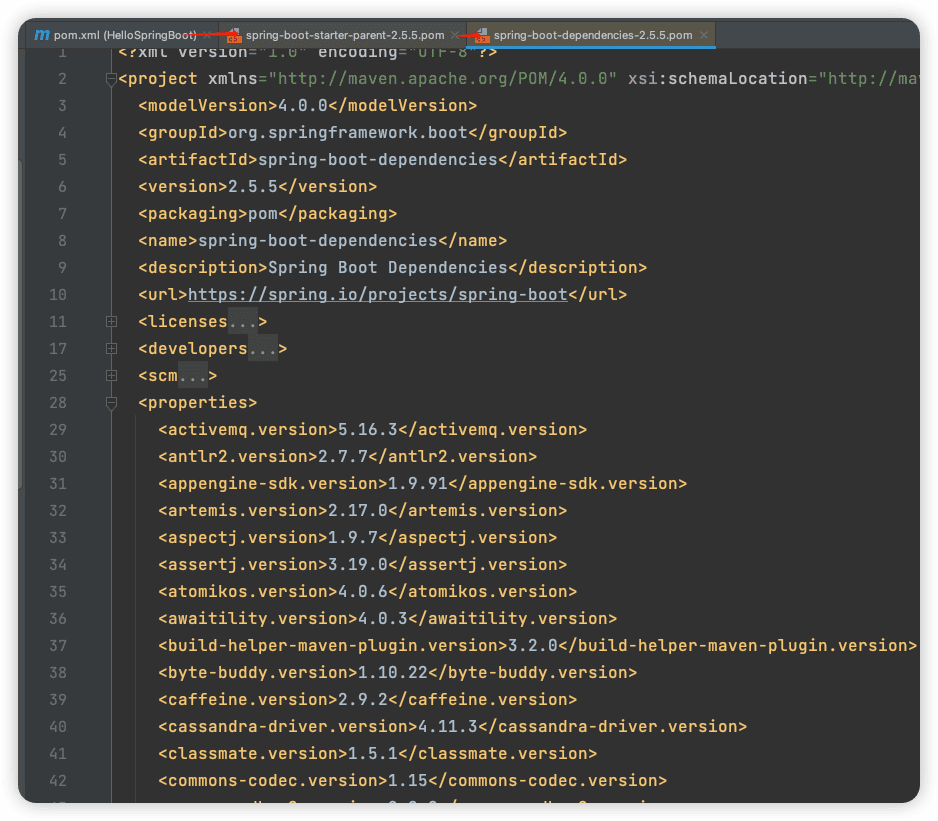 pom.xml (HelloSpringBoot) spring-boot-starter-parent-2.5.5.pom spring-boot-dependencies-2.5.5.pom
1 <?xml version="1.0" encoding="UTF-8"?>
2 <project xmlns="http://maven.apache.org/POM/4.0.0" xsi:schemaLocation="http://ma
3 <modelVersion>4.0.0</modelVersion>
4 <groupId>org.springframework.boot</groupId>
5 <artifactId>spring-boot-dependencies</artifactId>
6 <version>2.5.5</version>
7 <packaging>pom</packaging>
8 <name>spring-boot-dependencies</name>
9 <description>Spring Boot Dependencies</description>
10 <url>https://spring.io/projects/spring-boot</url>
11 <licenses...>
17 <developers...>
25 <scm...>
28 <properties>
29 <activemq.version>5.16.3</activemq.version>
30 <antlr2.version>2.7.7</antlr2.version>
31 <appengine-sdk.version>1.9.91</appengine-sdk.version>
32 <artemis.version>2.17.0</artemis.version>
33 <aspectj.version>1.9.7</aspectj.version>
34 <assertj.version>3.19.0</assertj.version>
35 <atomikos.version>4.0.6</atomikos.version>
36 <awaitility.version>4.0.3</awaitility.version>
37 <build-helper-maven-plugin.version>3.2.0</build-helper-maven-plugin.version>
38 <byte-buddy.version>1.10.22</byte-buddy.version>
39 <caffeine.version>2.9.2</caffeine.version>
40 <cassandra-driver.version>4.11.3</cassandra-driver.version>
41 <classmate.version>1.5.1</classmate.version>
42 <commons-codec.version>1.15</commons-codec.version>